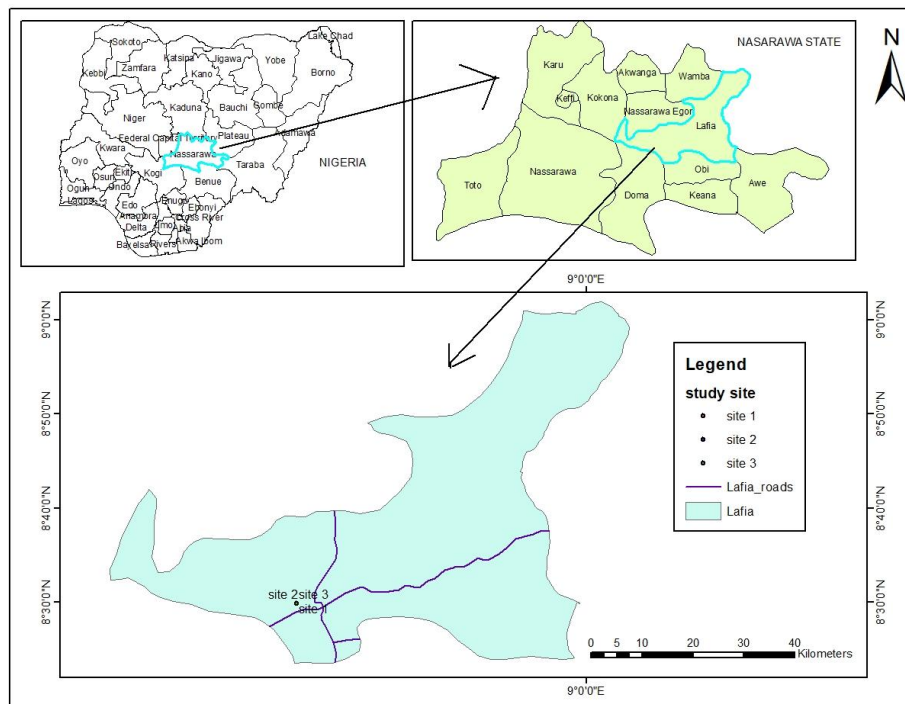 Lake Chad
Sokoto
Katsina
Jigawa
Yobe
Zamfara
Kano
Borno
Kebbi
Kaduna
Bauchi
Gombe
Niger
Adamawa
Federal Capital Territory
Plateau
Kwara
Nassarawa
Oyo
Taraba
NIGERIA
Ekiti
Kogi
Osun
Benue
Ogun
Ondo
Lagos
Edo
Enugu
Ebonyi
Anambra
Cross River
Delta
Imo
Abia
Bayelsa
Rivers
Akwa Ibom
NASARAWA STATE
N
Karu
Akwanga
Wamba
Keffi
Kokona
Nassarawa Egor
Lafia
Obi
Toto
Nassarawa
Doma
Keana
Awe
9°0'0"E
9°0'0"N
9°0'0"N
8°50'0"N
8°50'0"N
8°40'0"N
8°40'0"N
8°30'0"N
8°30'0"N
Legend
study site
site 1
site 2
site 3
Lafia_roads
Lafia
site 2 site 3
site 1
0 5 10 20 30 40
Kilometers
9°0'0"E